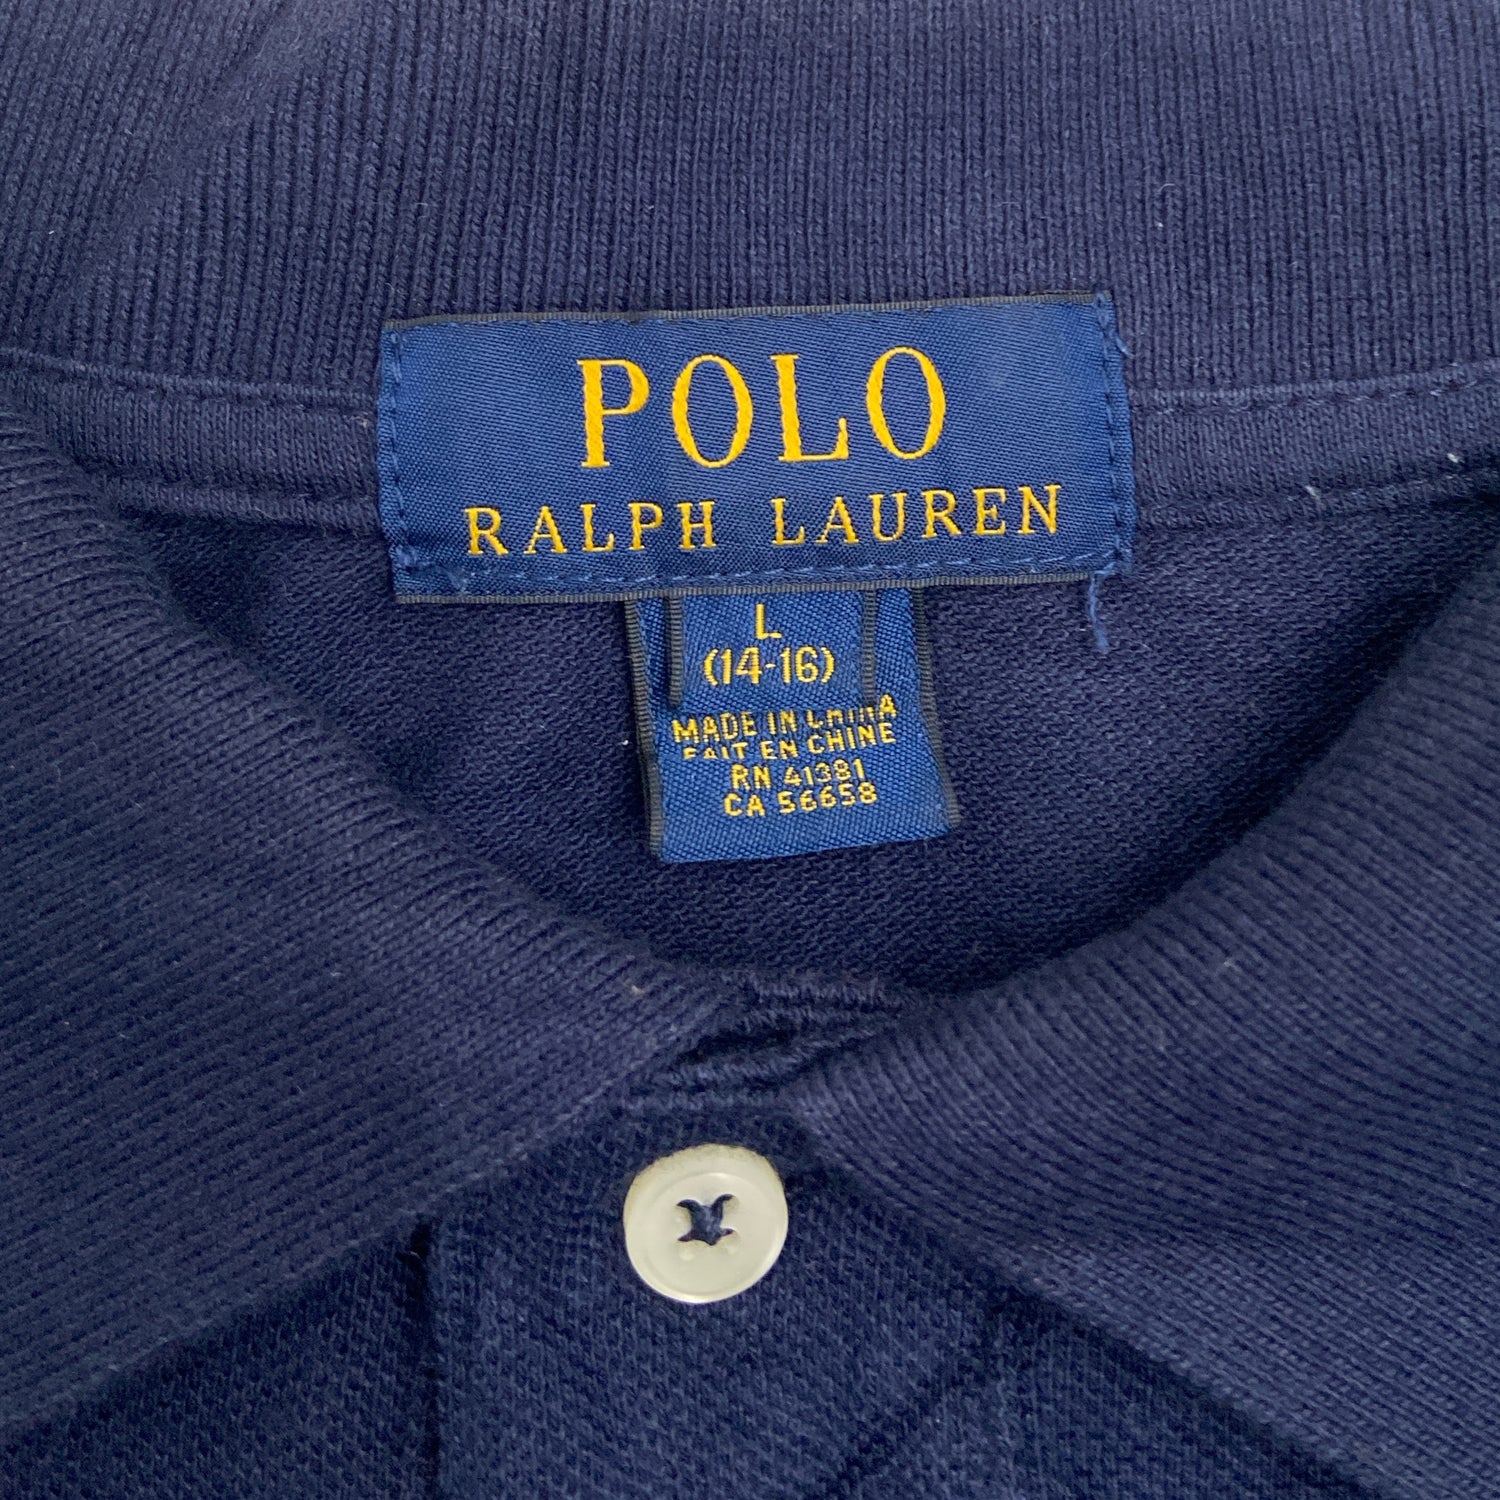 POLO
RALPH LAUREN
L
(14-16)
MADE IN CHINA
FAIT EN CHINE
RN 41381
CA 56658